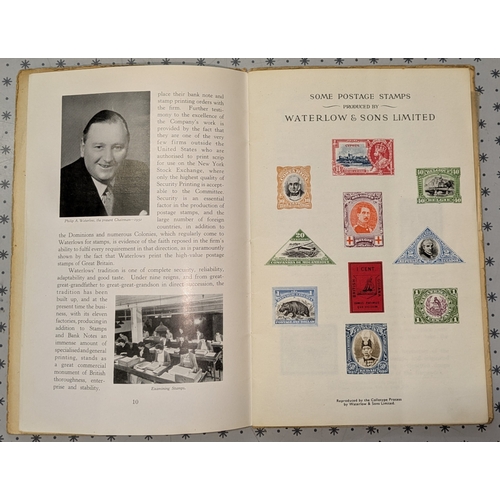 place their bank note and
stamp printing orders with
the firm. Further testi-
mony to the excellence
of the Company's work is
provided by the fact that
they are one of the very
few firms outside the
United States who are
authorised to print scrip
for use on the New York
Stock Exchange, where
only the highest quality of
Security Printing is accept-
able to the Committee.
Security is an essential
factor in the production of
postage stamps, and the
large number of foreign
countries, in addition to
the Dominions and numerous Colonies, which regularly come to
Waterlows for stamps, is evidence of the faith reposed in the firm's
ability to fulfil every requirement in that direction, as is paramountly
shown by the fact that Waterlows print the high-value postage
stamps of Great Britain.
Waterlows' tradition is one of complete security, reliability,
adaptability and good taste. Under nine reigns, from great-
great-grandfather to great-great-grandson in direct succession, the
tradition has been
built up, and at the
present time the busi-
ness, with its eleven
factories, producing in
addition to Stamps
and Bank Notes an
immense amount of
specialised and general
printing, stands as
a great commercial
monument of British
thoroughness, enter-
prise and stability.
Examining stamps.
10
SOME POSTAGE STAMPS
PRODUCED BY
WATERLOW & SONS LIMITED
Reproduced by the Collotype Process
by Waterlow & Sons Limited.